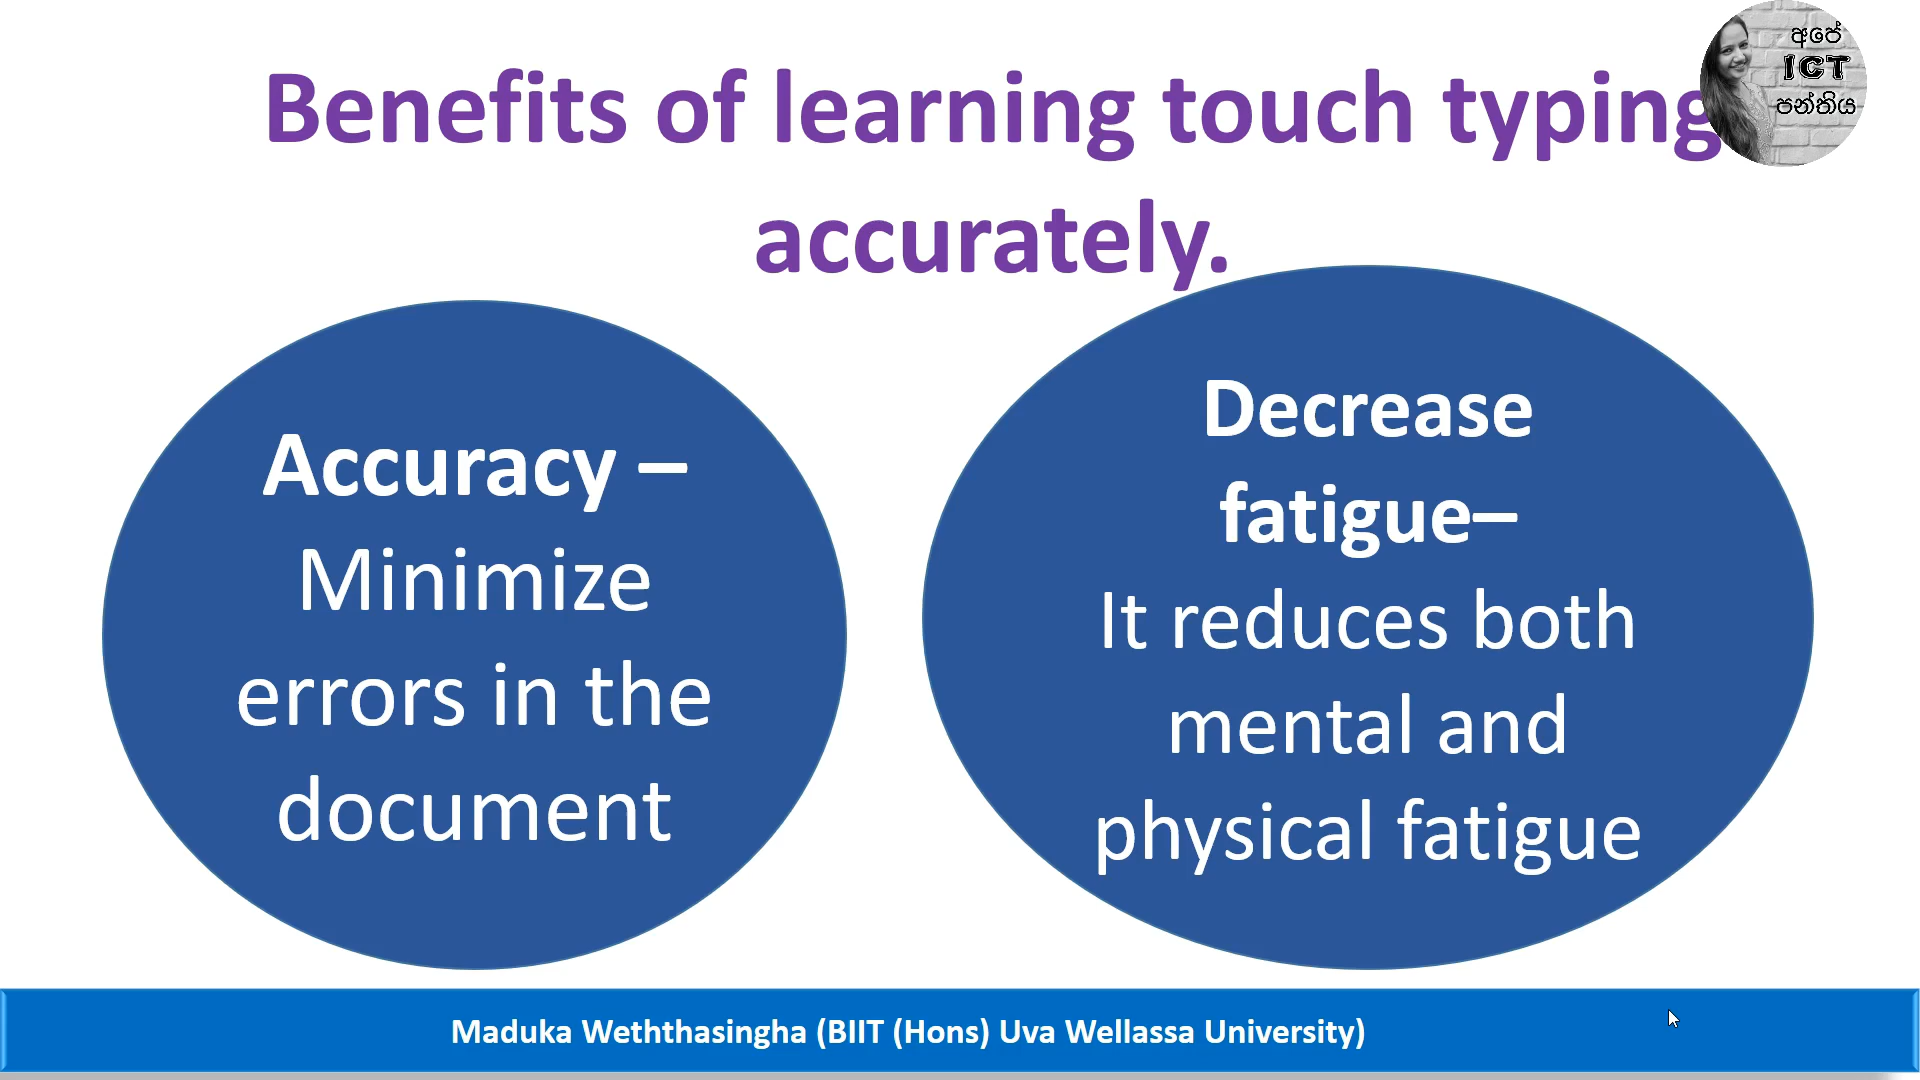 Benefits of learning touch typing
accurately.
අපේ
ICT
පන්තිය
Accuracy –
Minimize
errors in the
document
Decrease
fatigue–
It reduces both
mental and
physical fatigue
Maduka Weththasingha (BIIT (Hons) Uva Wellassa University)